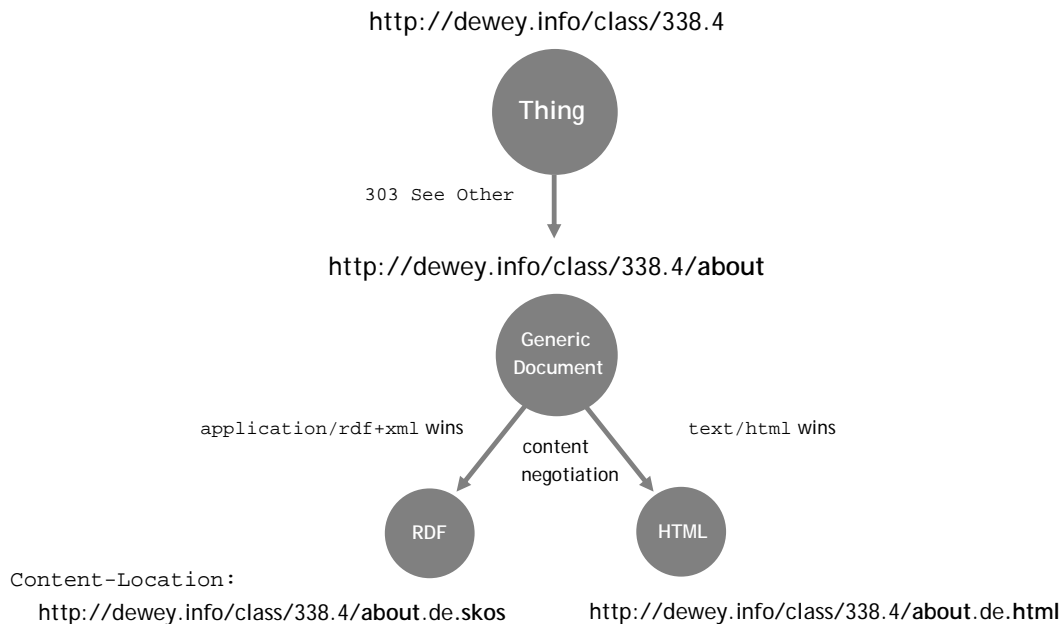 http://dewey.info/class/338.4
Thing
303 See Other
http://dewey.info/class/338.4/about
Generic
Document
application/rdf+xml wins
text/html wins
content
negotiation
RDF
HTML
Content-Location:
http://dewey.info/class/338.4/about.de.skos
http://dewey.info/class/338.4/about.de.html